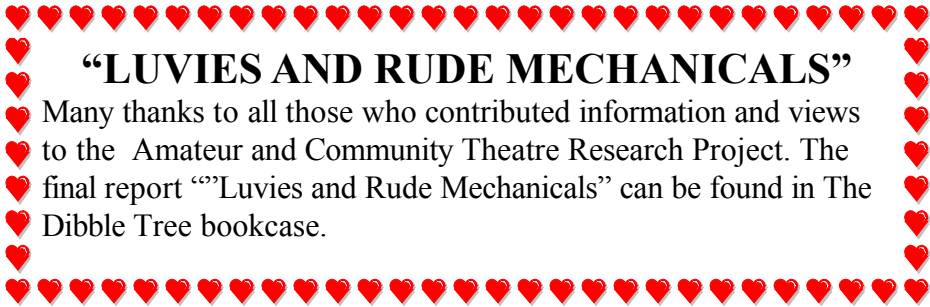 “LUVIES AND RUDE MECHANICALS”
Many thanks to all those who contributed information and views
to the  Amateur and Community Theatre Research Project. The
final report “”Luvies and Rude Mechanicals” can be found in The
Dibble Tree bookcase.